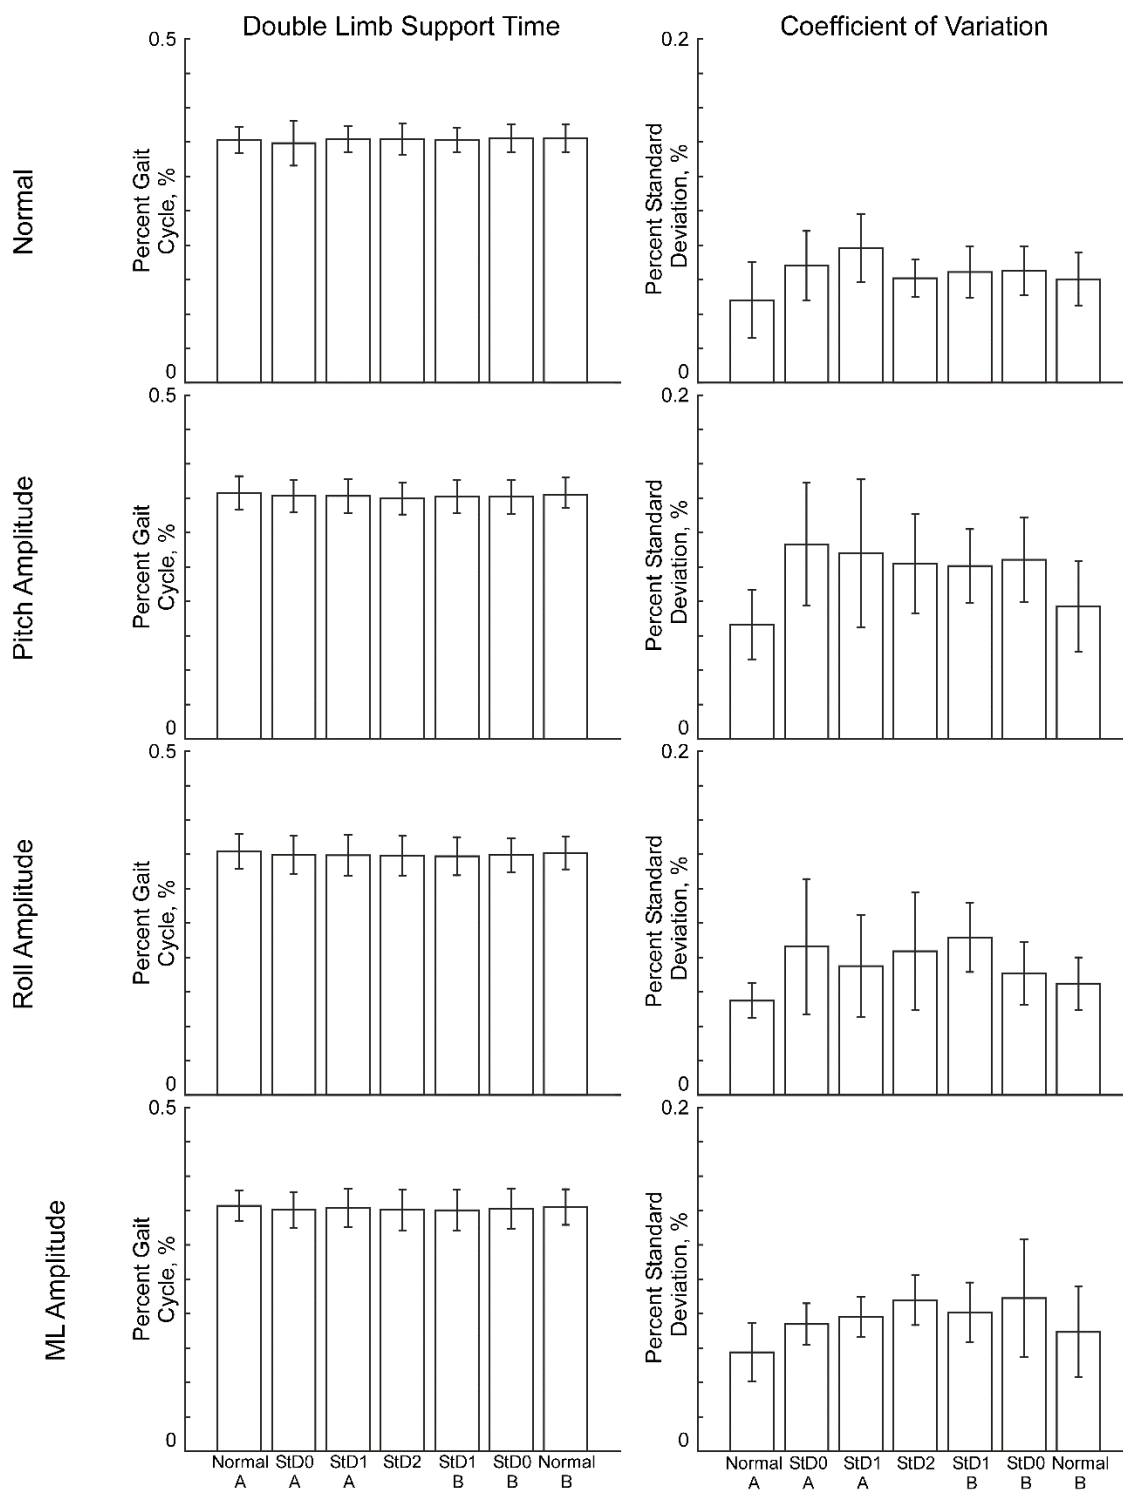 Double Limb Support Time
Coefficient of Variation
Normal
0.5
Percent Gait
Cycle, %
0
0.2
Percent Standard
Deviation, %
0
Pitch Amplitude
0.5
Percent Gait
Cycle, %
0
0.2
Percent Standard
Deviation, %
0
Roll Amplitude
0.5
Percent Gait
Cycle, %
0
0.2
Percent Standard
Deviation, %
0
ML Amplitude
0.5
Percent Gait
Cycle, %
0
0.2
Percent Standard
Deviation, %
0
Normal StD0 StD1 StD2 StD1 StD0 Normal
A A A B B B
Normal StD0 StD1 StD2 StD1 StD0 Normal
A A A B B B